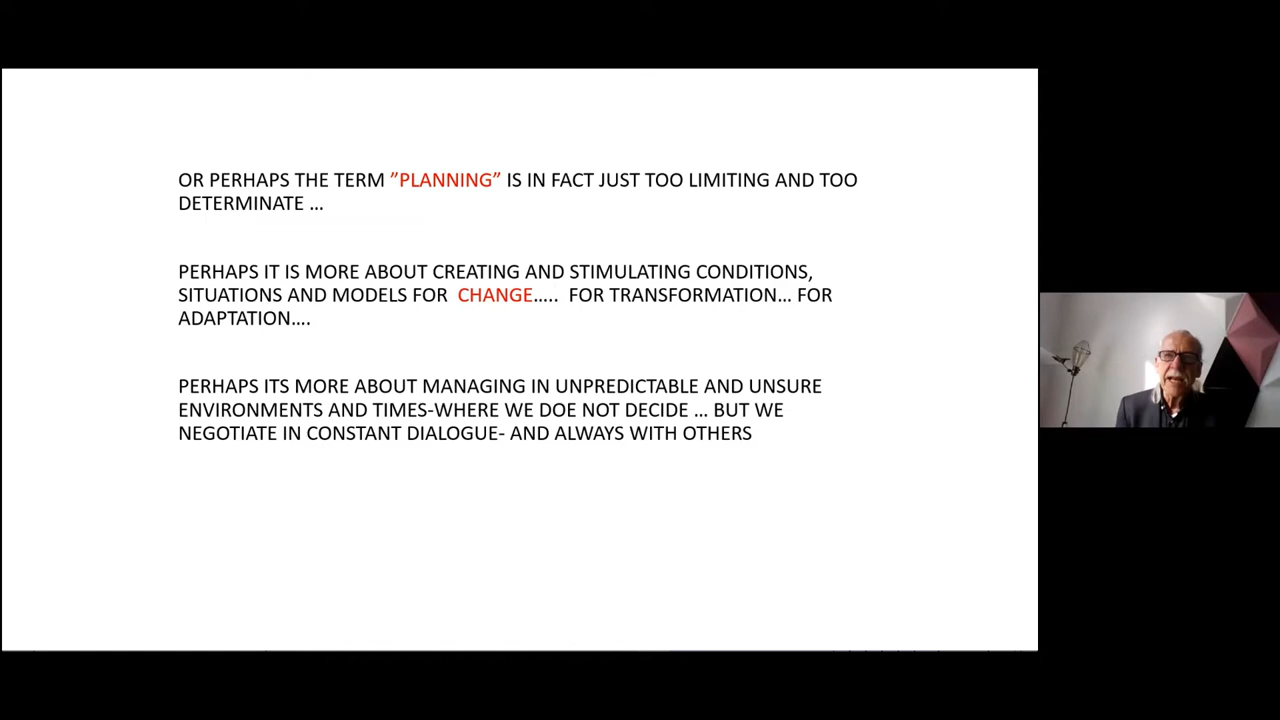 OR PERHAPS THE TERM ”PLANNING” IS IN FACT JUST TOO LIMITING AND TOO
DETERMINATE …
PERHAPS IT IS MORE ABOUT CREATING AND STIMULATING CONDITIONS,
SITUATIONS AND MODELS FOR CHANGE….. FOR TRANSFORMATION… FOR
ADAPTATION….
PERHAPS ITS MORE ABOUT MANAGING IN UNPREDICTABLE AND UNSURE
ENVIRONMENTS AND TIMES-WHERE WE DOE NOT DECIDE … BUT WE
NEGOTIATE IN CONSTANT DIALOGUE- AND ALWAYS WITH OTHERS